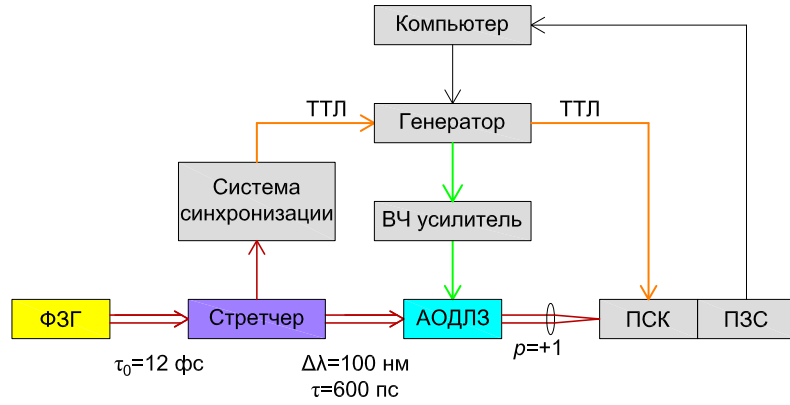 Компьютер
ТТЛ
Генератор
ТТЛ
Система
синхронизации
ВЧ усилитель
ФЗГ
Стретчер
АОДЛЗ
ПСК
ПЗС
τ₀=12 фс
Δλ=100 нм
τ=600 пс
p=+1